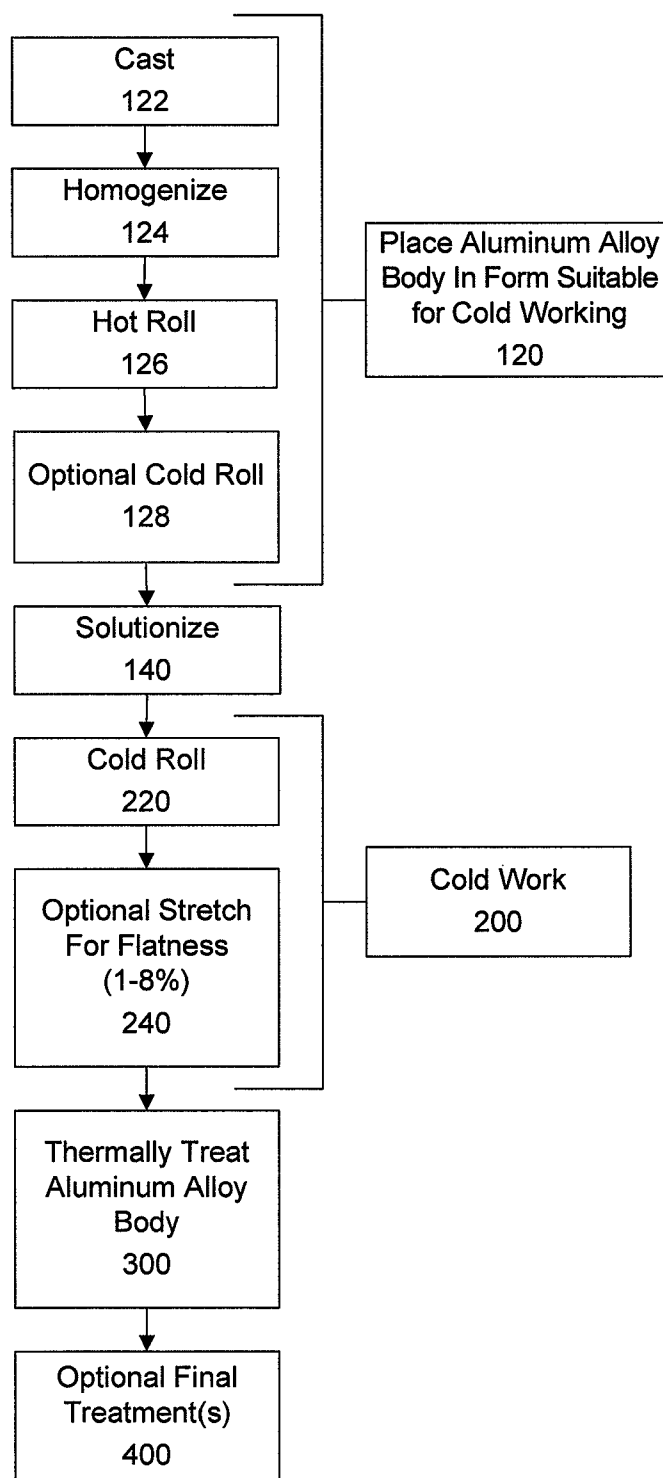 Cast
122
Homogenize
124
Hot Roll
126
Optional Cold Roll
128
Place Aluminum Alloy
Body In Form Suitable
for Cold Working
120
Solutionize
140
Cold Roll
220
Optional Stretch
For Flatness
(1-8%)
240
Cold Work
200
Thermally Treat
Aluminum Alloy
Body
300
Optional Final
Treatment(s)
400